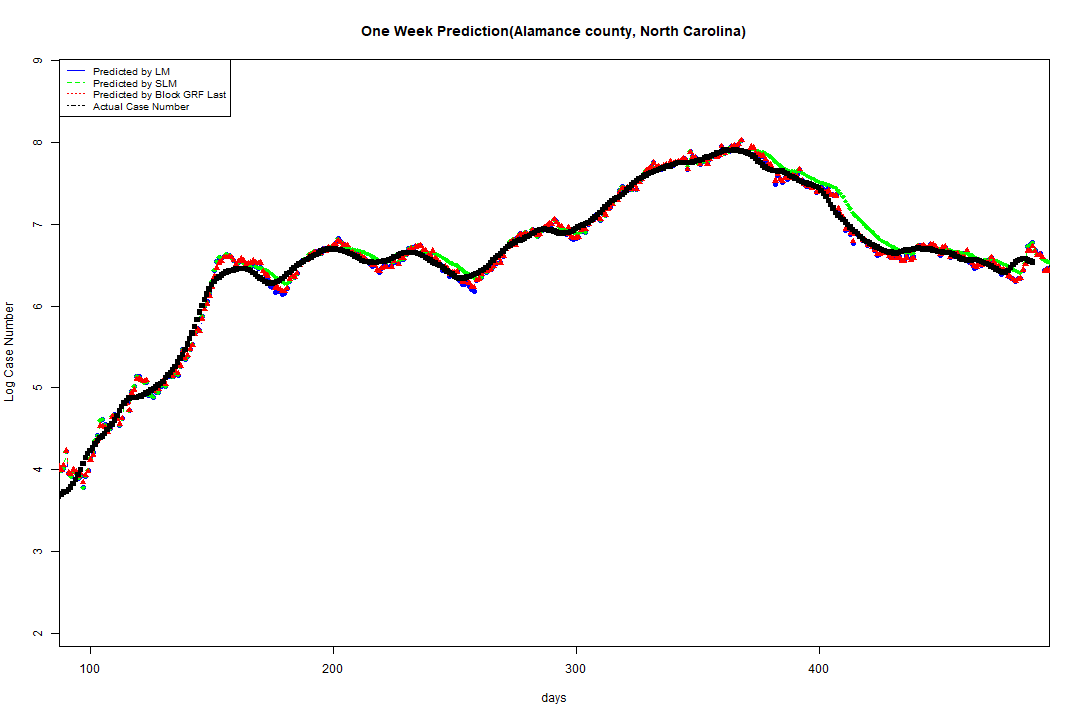 One Week Prediction(Alamance county, North Carolina)
Predicted by LM
Predicted by SLM
Predicted by Block GRF Last
Actual Case Number
9
8
7
6
5
4
3
2
Log Case Number
100 200 300 400
days